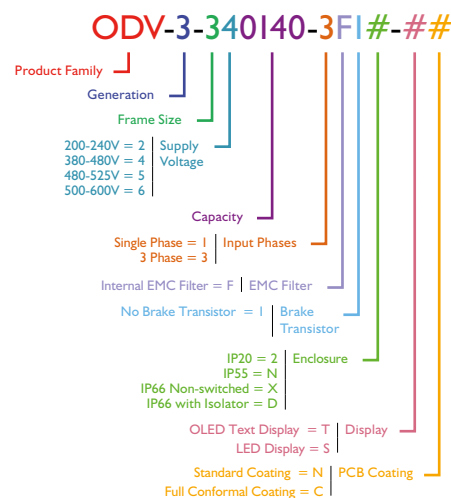 ODV-3-340140-3F1#-##
Product Family
Generation
Frame Size
200-240V = 2 Supply
380-480V = 4 Voltage
480-525V = 5
500-600V = 6
Capacity
Single Phase = 1 Input Phases
3 Phase = 3
Internal EMC Filter = F EMC Filter
No Brake Transistor = 1 Brake
Transistor
IP20 = 2 Enclosure
IP55 = N
IP66 Non-switched = X
IP66 with Isolator = D
OLED Text Display = T Display
LED Display = S
Standard Coating = N PCB Coating
Full Conformal Coating = C